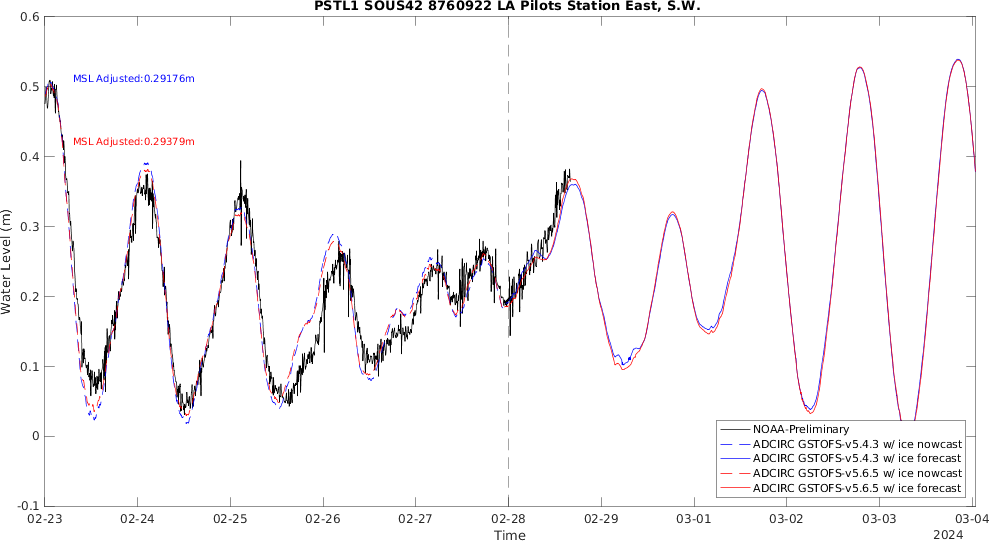 PSTL1 SOUS42 8760922 LA Pilots Station East, S.W.
0.6
0.5
0.4
0.3
0.2
0.1
0
-0.1
Water Level (m)
MSL Adjusted:0.29176m
MSL Adjusted:0.29379m
NOAA-Preliminary
ADCIRC GSTOFS-v5.4.3 w/ ice nowcast
ADCIRC GSTOFS-v5.4.3 w/ ice forecast
ADCIRC GSTOFS-v5.6.5 w/ ice nowcast
ADCIRC GSTOFS-v5.6.5 w/ ice forecast
02-23 02-24 02-25 02-26 02-27 02-28 02-29 03-01 03-02 03-03 03-04
Time
2024